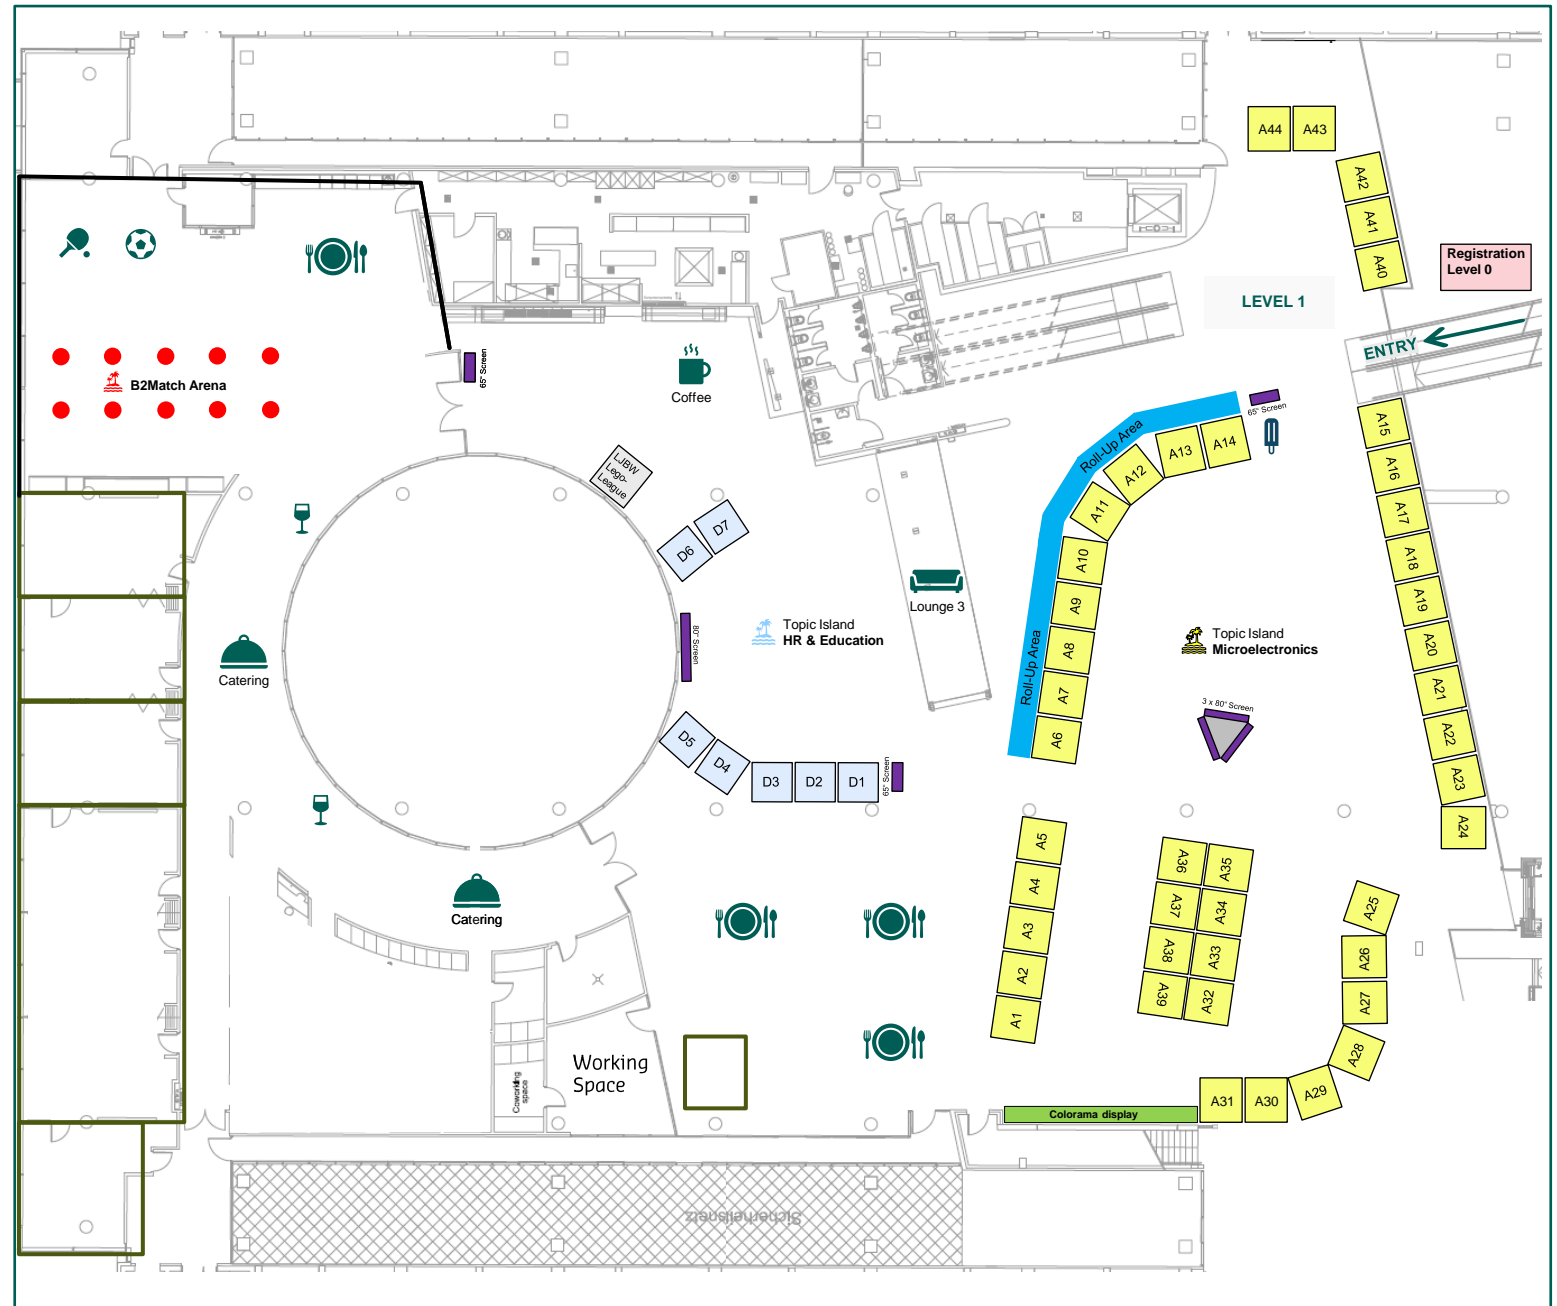 A44
A43
A42
A41
A40
Registration
Level 0
LEVEL 1
ENTRY
65" Screen
B2Match Arena
65" Screen
Coffee
Roll-Up Area
A15
A14
A13
A12
A11
A16
A17
LJBW
Lego-
League
D7
D6
A10
A18
Lounge 3
A9
A19
Topic Island
HR & Education
80" Screen
Roll-Up Area
A8
Topic Island
Microelectronics
A20
Catering
A7
A21
3 x 80" Screen
A6
A22
D5
D4
D3
D2
D1
65" Screen
A23
A24
A5
A36
A35
A4
A37
A34
A25
Catering
A3
A38
A33
A26
A2
A39
A32
A27
A1
A28
Working
Space
Coworking
space
Colorama display
A31
A30
A29
Sicherheitsnetz